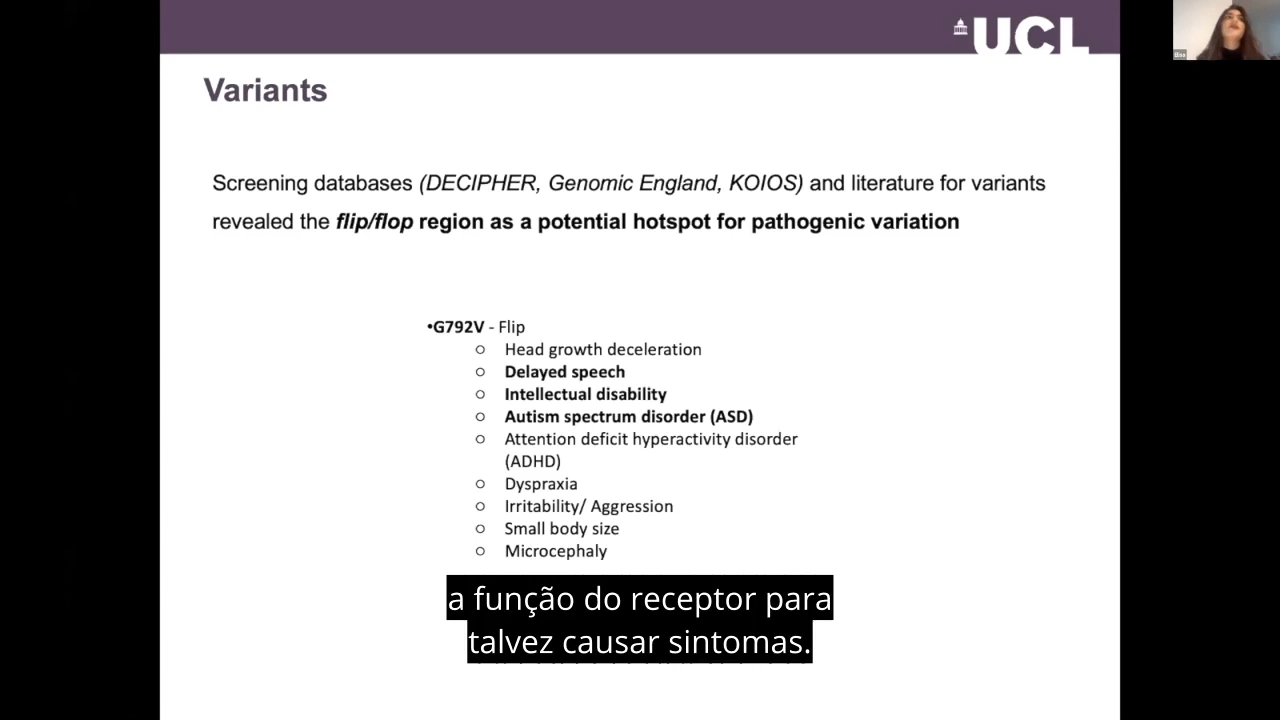 UCL
Variants
Screening databases (DECIPHER, Genomic England, KOIOS) and literature for variants
revealed the flip/flop region as a potential hotspot for pathogenic variation
•G792V - Flip
○ Head growth deceleration
○ Delayed speech
○ Intellectual disability
○ Autism spectrum disorder (ASD)
○ Attention deficit hyperactivity disorder
(ADHD)
○ Dyspraxia
○ Irritability/ Aggression
○ Small body size
○ Microcephaly
a função do receptor para
talvez causar sintomas.